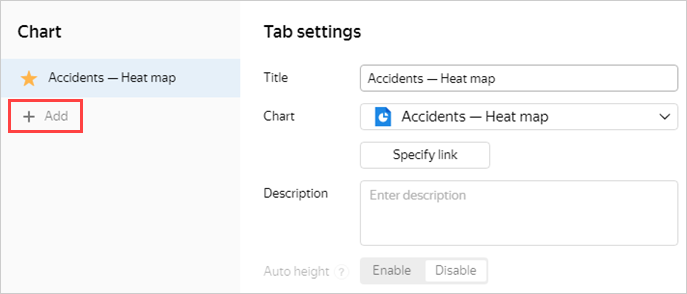 Chart
Accidents — Heat map
+ Add
Tab settings
Title
Accidents — Heat map
Chart
Accidents — Heat map
Specify link
Description
Enter description
Auto height ?
Enable
Disable